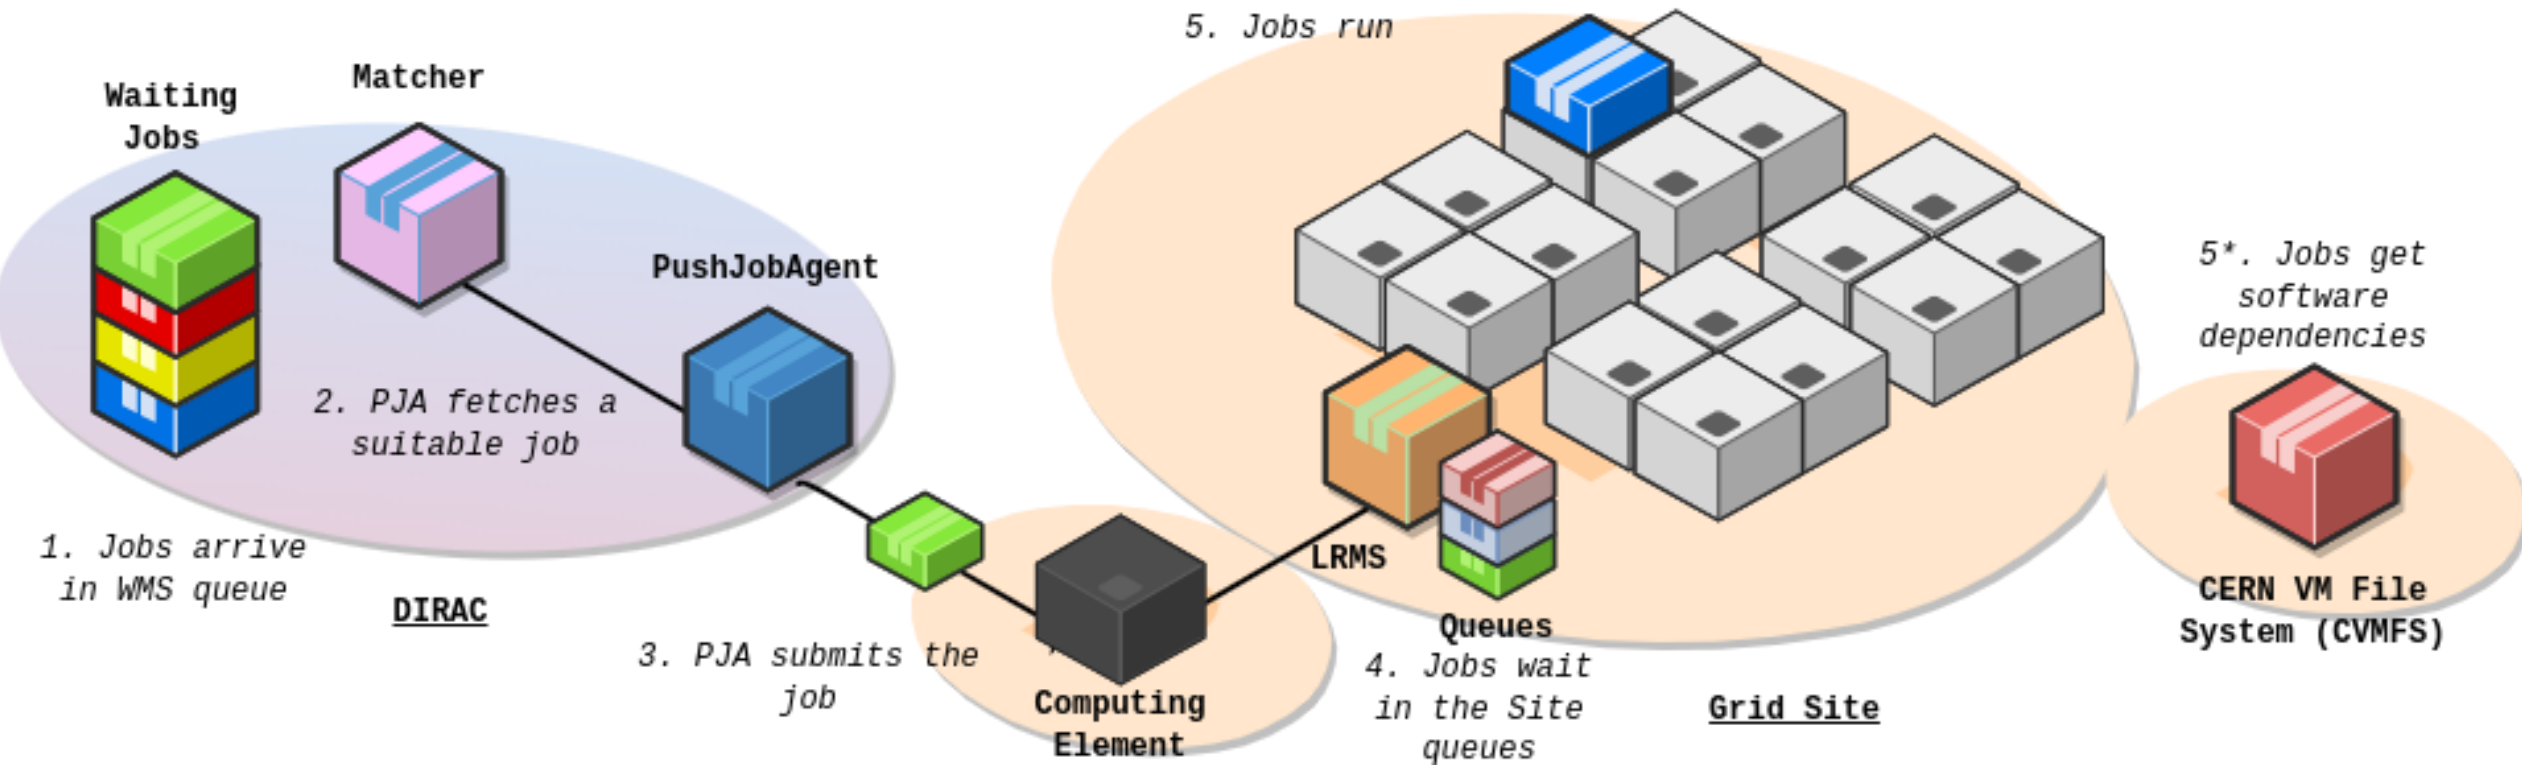 Waiting
Jobs
Matcher
PushJobAgent
2. PJA fetches a
suitable job
1. Jobs arrive
in WMS queue
DIRAC
3. PJA submits the
job
Computing
Element
5. Jobs run
LRMS
Queues
4. Jobs wait
in the Site
queues
Grid Site
5*. Jobs get
software
dependencies
CERN VM File
System (CVMFS)